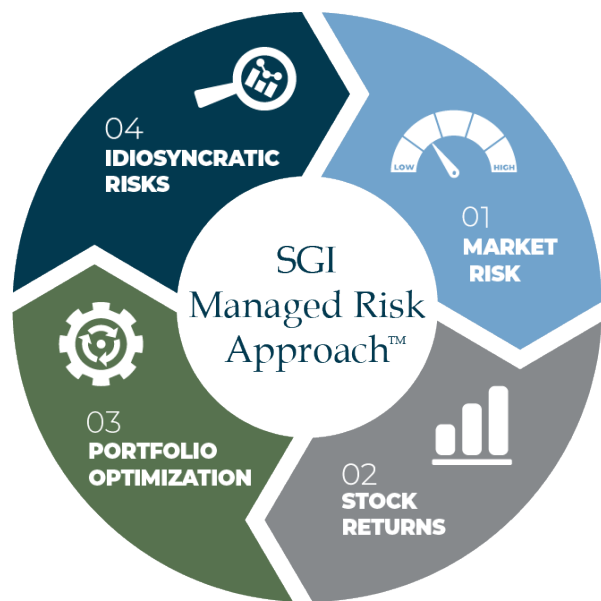 SGI
Managed Risk
Approach™
01
MARKET
RISK
LOW
HIGH
02
STOCK
RETURNS
03
PORTFOLIO
OPTIMIZATION
04
IDIOSYNCRATIC
RISKS